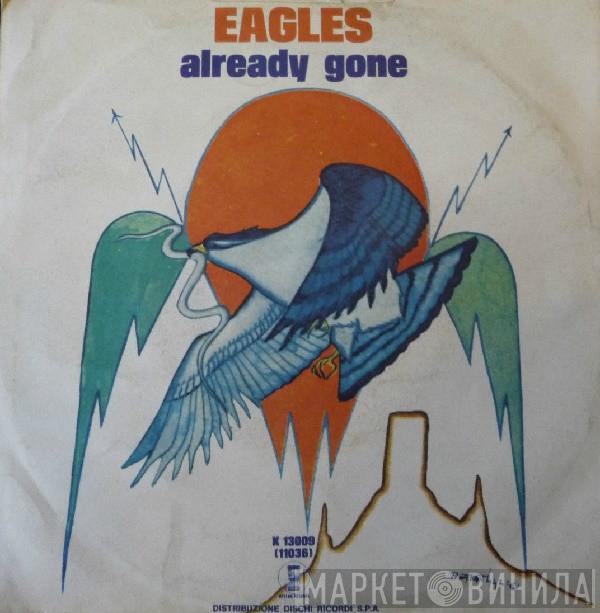 EAGLES
already gone
K 13009
(11036)
МАРКЕТ ВИНИЛА
DISTRIBUZIONE DISCHI RICORDI S.P.A.